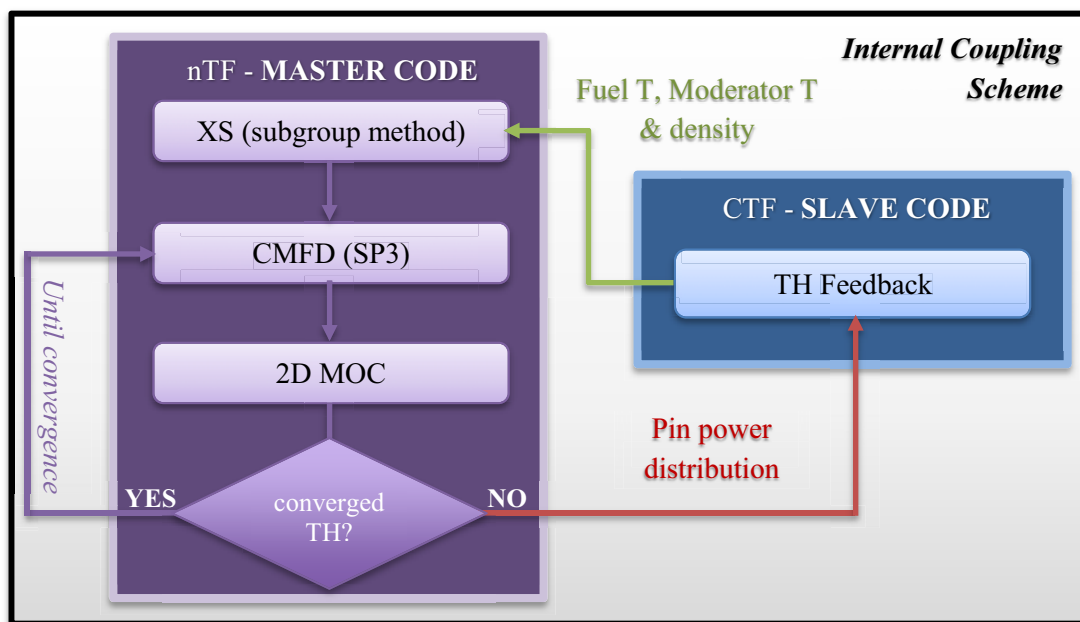 Internal Coupling
Scheme
nTF - MASTER CODE
XS (subgroup method)
CMFD (SP3)
2D MOC
converged
TH?
YES
NO
Until convergence
Fuel T, Moderator T
& density
CTF - SLAVE CODE
TH Feedback
Pin power
distribution